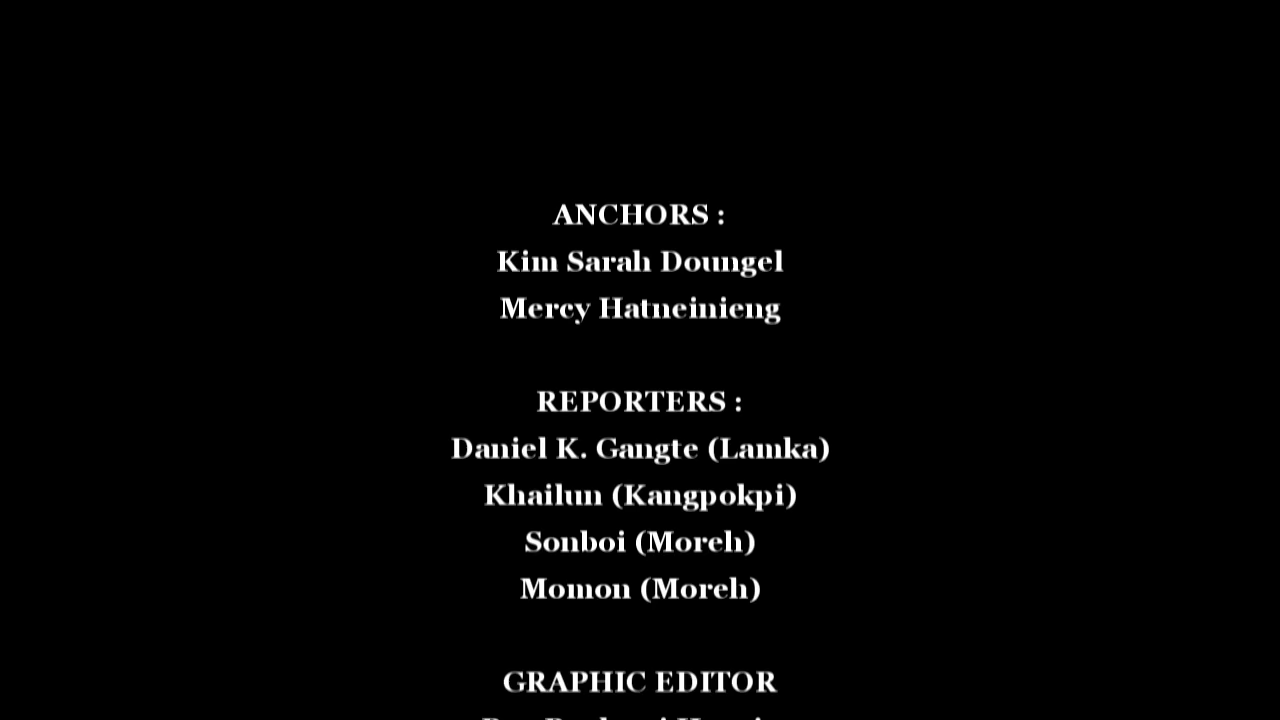 ANCHORS :
Kim Sarah Doungel
Mercy Hatneinieng
REPORTERS :
Daniel K. Gangte (Lamka)
Khailun (Kangpokpi)
Sonboi (Moreh)
Momon (Moreh)
GRAPHIC EDITOR